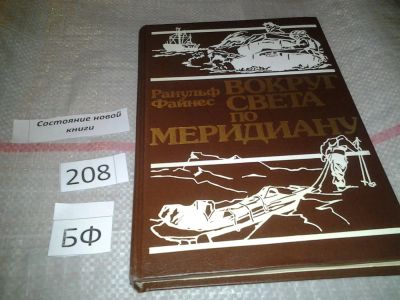 Состояние новой
книги
208
БФ
Ранульф
Файнес
ВОКРУГ
СВЕТА
ПО
МЕРИДИАНУ